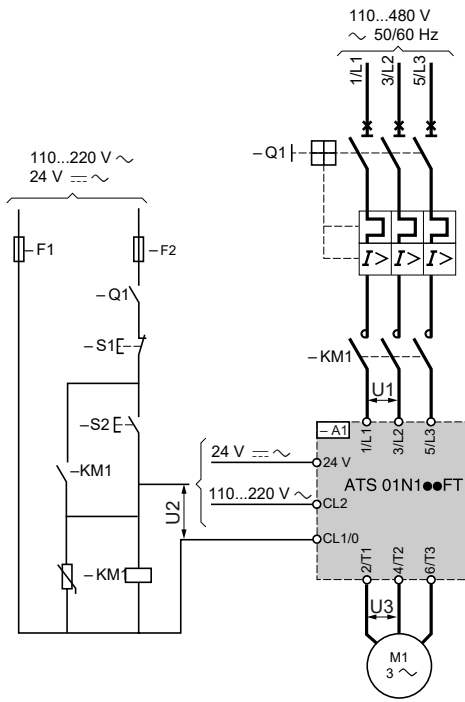 110...480 V
∼ 50/60 Hz
1/L1
3/L2
5/L3
– Q1
110...220 V ∼
24 V ⎓ ∼
– F1
– F2
– Q1
I >
I >
I >
– S1
– KM1
U1
– S2
– A1
1/L1
3/L2
5/L3
24 V ⎓ ∼
24 V
– KM1
ATS 01N1●●FT
110...220 V ∼
CL2
U2
CL1/0
– KM1
2/T1
4/T2
6/T3
U3
M1
3 ∼